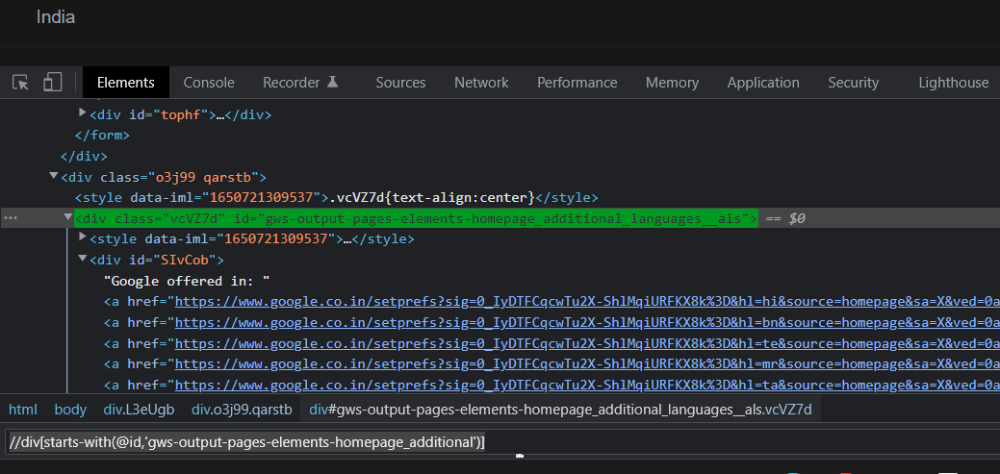 India
Elements Console Recorder Sources Network Performance Memory Application Security Lighthouse
<div id="tophf">…</div>
</form>
</div>
<div class="o3j99 qarstb">
<style data-iml="1650721309537">.vcVZ7d{text-align:center}</style>
<div class="vcVZ7d" id="gws-output-pages-elements-homepage_additional_languages__als"> == $0
<style data-iml="1650721309537">…</style>
<div id="SIvCob">
"Google offered in: "
<a href="https://www.google.co.in/setprefs?sig=0_IyDTFCqcwTu2X-ShlMqiURFKX8k%3D&hl=hi&source=homepage&sa=X&ved=0a
<a href="https://www.google.co.in/setprefs?sig=0_IyDTFCqcwTu2X-ShlMqiURFKX8k%3D&hl=bn&source=homepage&sa=X&ved=0a
<a href="https://www.google.co.in/setprefs?sig=0_IyDTFCqcwTu2X-ShlMqiURFKX8k%3D&hl=te&source=homepage&sa=X&ved=0a
<a href="https://www.google.co.in/setprefs?sig=0_IyDTFCqcwTu2X-ShlMqiURFKX8k%3D&hl=mr&source=homepage&sa=X&ved=0a
<a href="https://www.google.co.in/setprefs?sig=0_IyDTFCqcwTu2X-ShlMqiURFKX8k%3D&hl=ta&source=homepage&sa=X&ved=0a
html body div.L3eUgb div.o3j99.qarstb div#gws-output-pages-elements-homepage_additional_languages__als.vcVZ7d
//div[starts-with(@id,'gws-output-pages-elements-homepage_additional')]